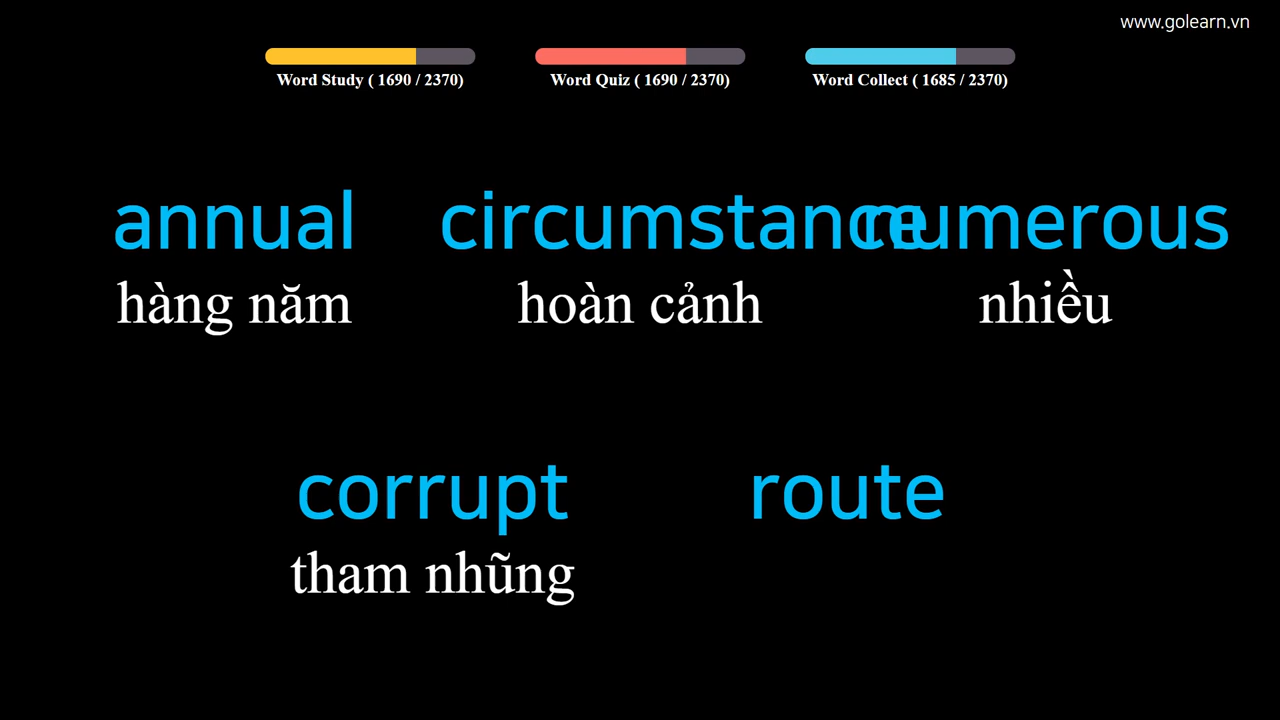 www.golearn.vn
Word Study ( 1690 / 2370)
Word Quiz ( 1690 / 2370)
Word Collect ( 1685 / 2370)
annual
circumstance
numerous
hàng năm
hoàn cảnh
nhiều
corrupt
route
tham nhũng